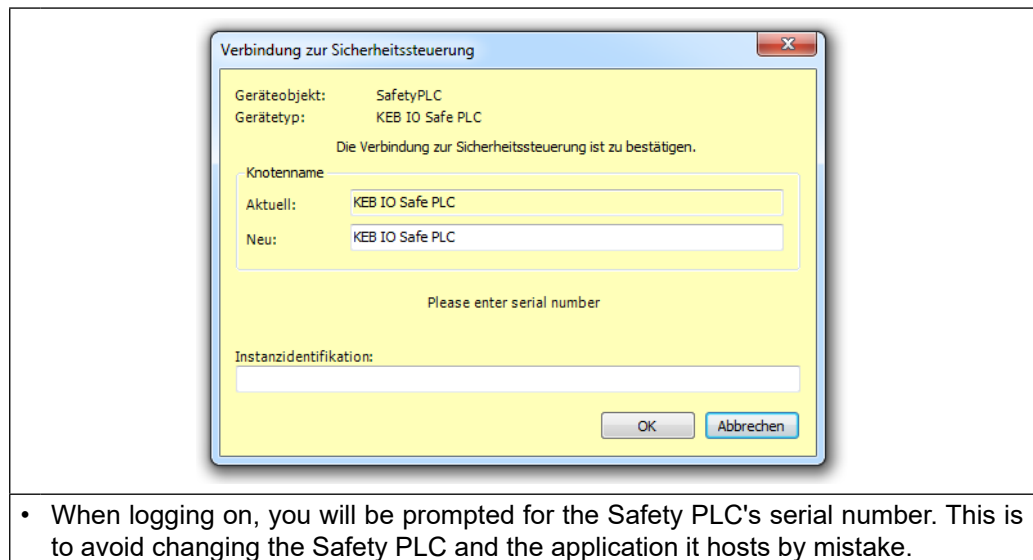 Verbindung zur Sicherheitssteuerung
Geräteobjekt: SafetyPLC
Gerätetyp: KEB IO Safe PLC
Die Verbindung zur Sicherheitssteuerung ist zu bestätigen.
Knotenname
Aktuell: KEB IO Safe PLC
Neu: KEB IO Safe PLC
Please enter serial number
Instanzidentifikation:
OK Abbrechen
• When logging on, you will be prompted for the Safety PLC's serial number. This is
to avoid changing the Safety PLC and the application it hosts by mistake.